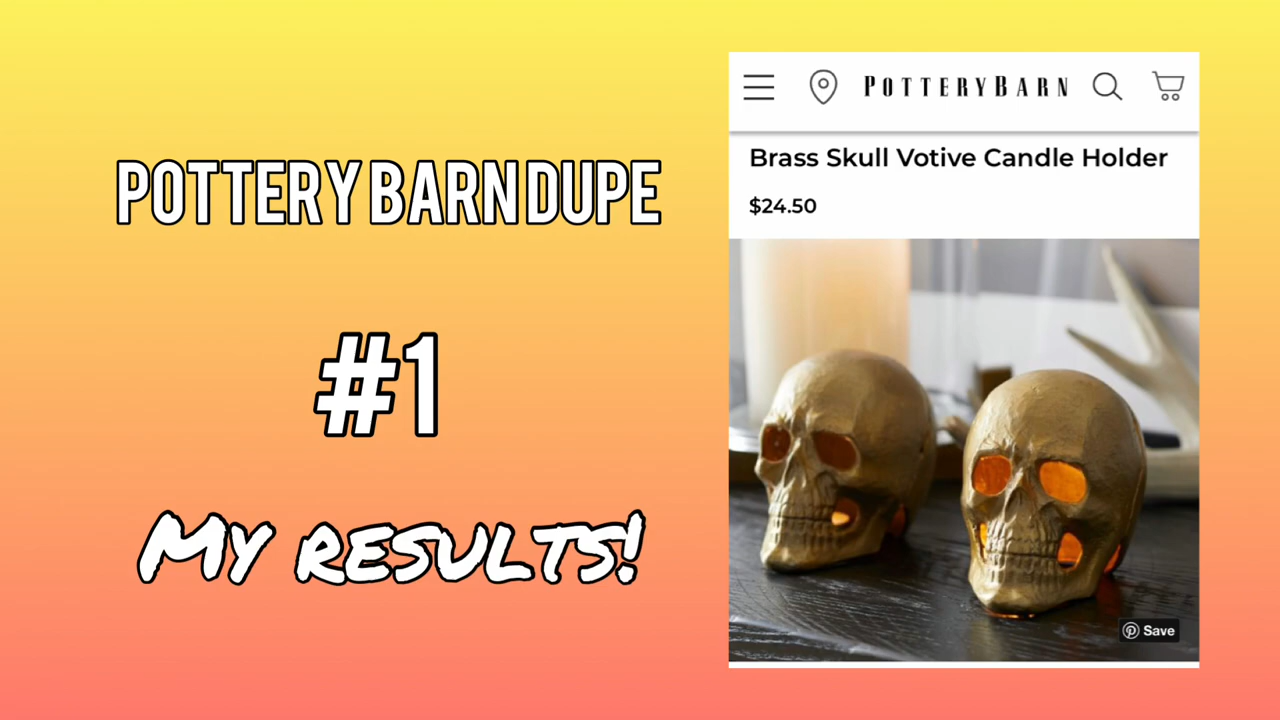 POTTERY BARN DUPE
#1
MY RESULTS!
POTTERYBARN
Brass Skull Votive Candle Holder
$24.50
Save